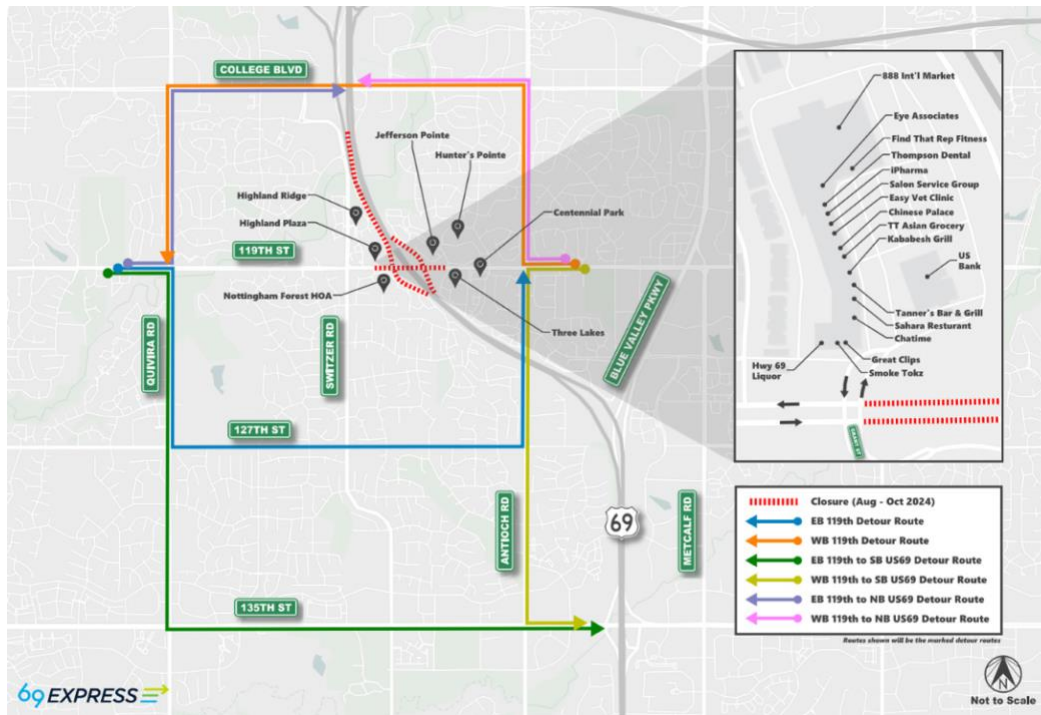 COLLEGE BLVD
888 Int'l Market
Eye Associates
Find That Rep Fitness
Thompson Dental
iPharma
Salon Service Group
Easy Vet Clinic
Chinese Palace
TT Asian Grocery
Kababesh Grill
US
Bank
Tanner's Bar & Grill
Sahara Resturant
Chatime
Great Clips
Smoke Tokz
Hwy 69
Liquor
GRANT ST
Jefferson Pointe
Hunter's Pointe
Highland Ridge
Centennial Park
Highland Plaza
119TH ST
Nottingham Forest HOA
Three Lakes
QUIVIRA RD
SWITZER RD
BLUE VALLEY PKWY
127TH ST
ANTIOCH RD
69
METCALF RD
135TH ST
Closure (Aug - Oct 2024)
EB 119th Detour Route
WB 119th Detour Route
EB 119th to SB US69 Detour Route
WB 119th to SB US69 Detour Route
EB 119th to NB US69 Detour Route
WB 119th to NB US69 Detour Route
Routes shown will be the marked detour routes
69EXPRESS
N
Not to Scale